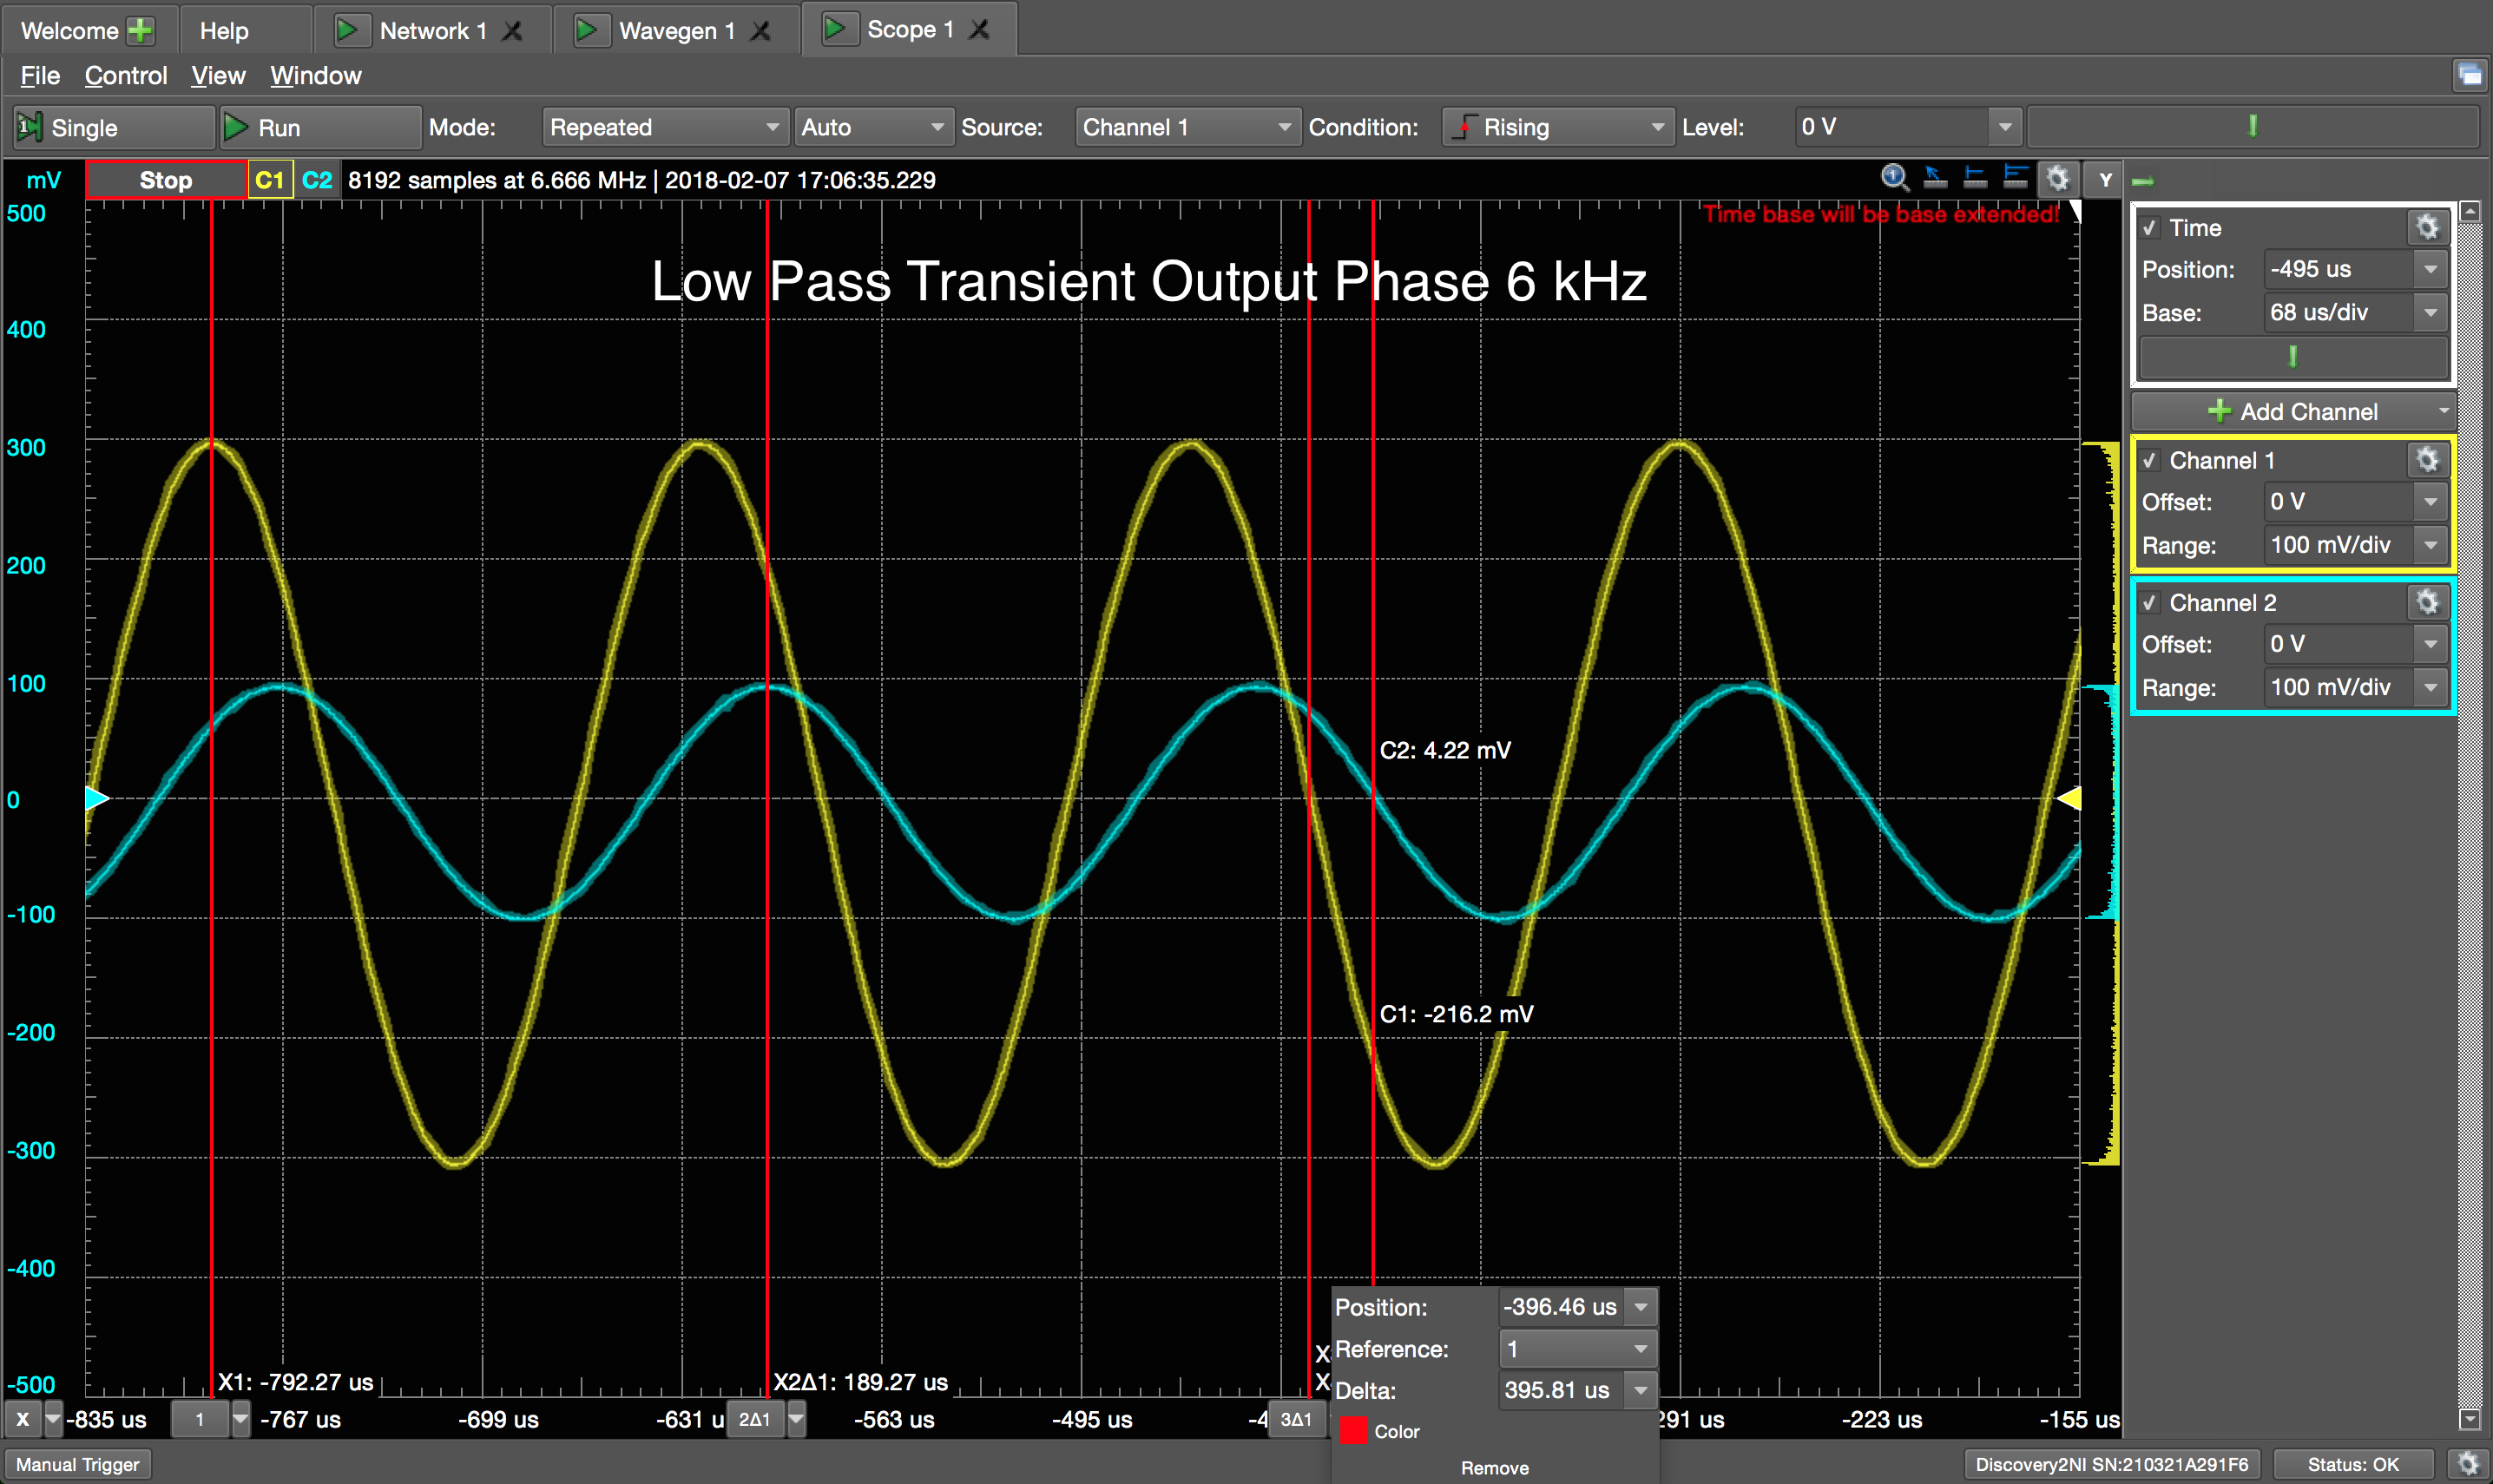 Welcome
Help
Network 1
Wavegen 1
Scope 1
File Control View Window
Single Run Mode: Repeated Auto Source: Channel 1 Condition: Rising Level: 0 V
mV Stop C1 C2 8192 samples at 6.666 MHz | 2018-02-07 17:06:35.229 Y
Time base will be base extended!
Low Pass Transient Output Phase 6 kHz
500
400
300
200
100
0
-100
-200
-300
-400
-500
C2: 4.22 mV
C1: -216.2 mV
X1: -792.27 us
X2Δ1: 189.27 us
X
X
Position: -396.46 us
Reference: 1
Delta: 395.81 us
Color
Remove
X -835 us 1 -767 us -699 us -631 u 2Δ1 -563 us -495 us -4 3Δ1 291 us -223 us -155 us
Time
Position: -495 us
Base: 68 us/div
Add Channel
Channel 1
Offset: 0 V
Range: 100 mV/div
Channel 2
Offset: 0 V
Range: 100 mV/div
Manual Trigger Discovery2NI SN:210321A291F6 Status: OK